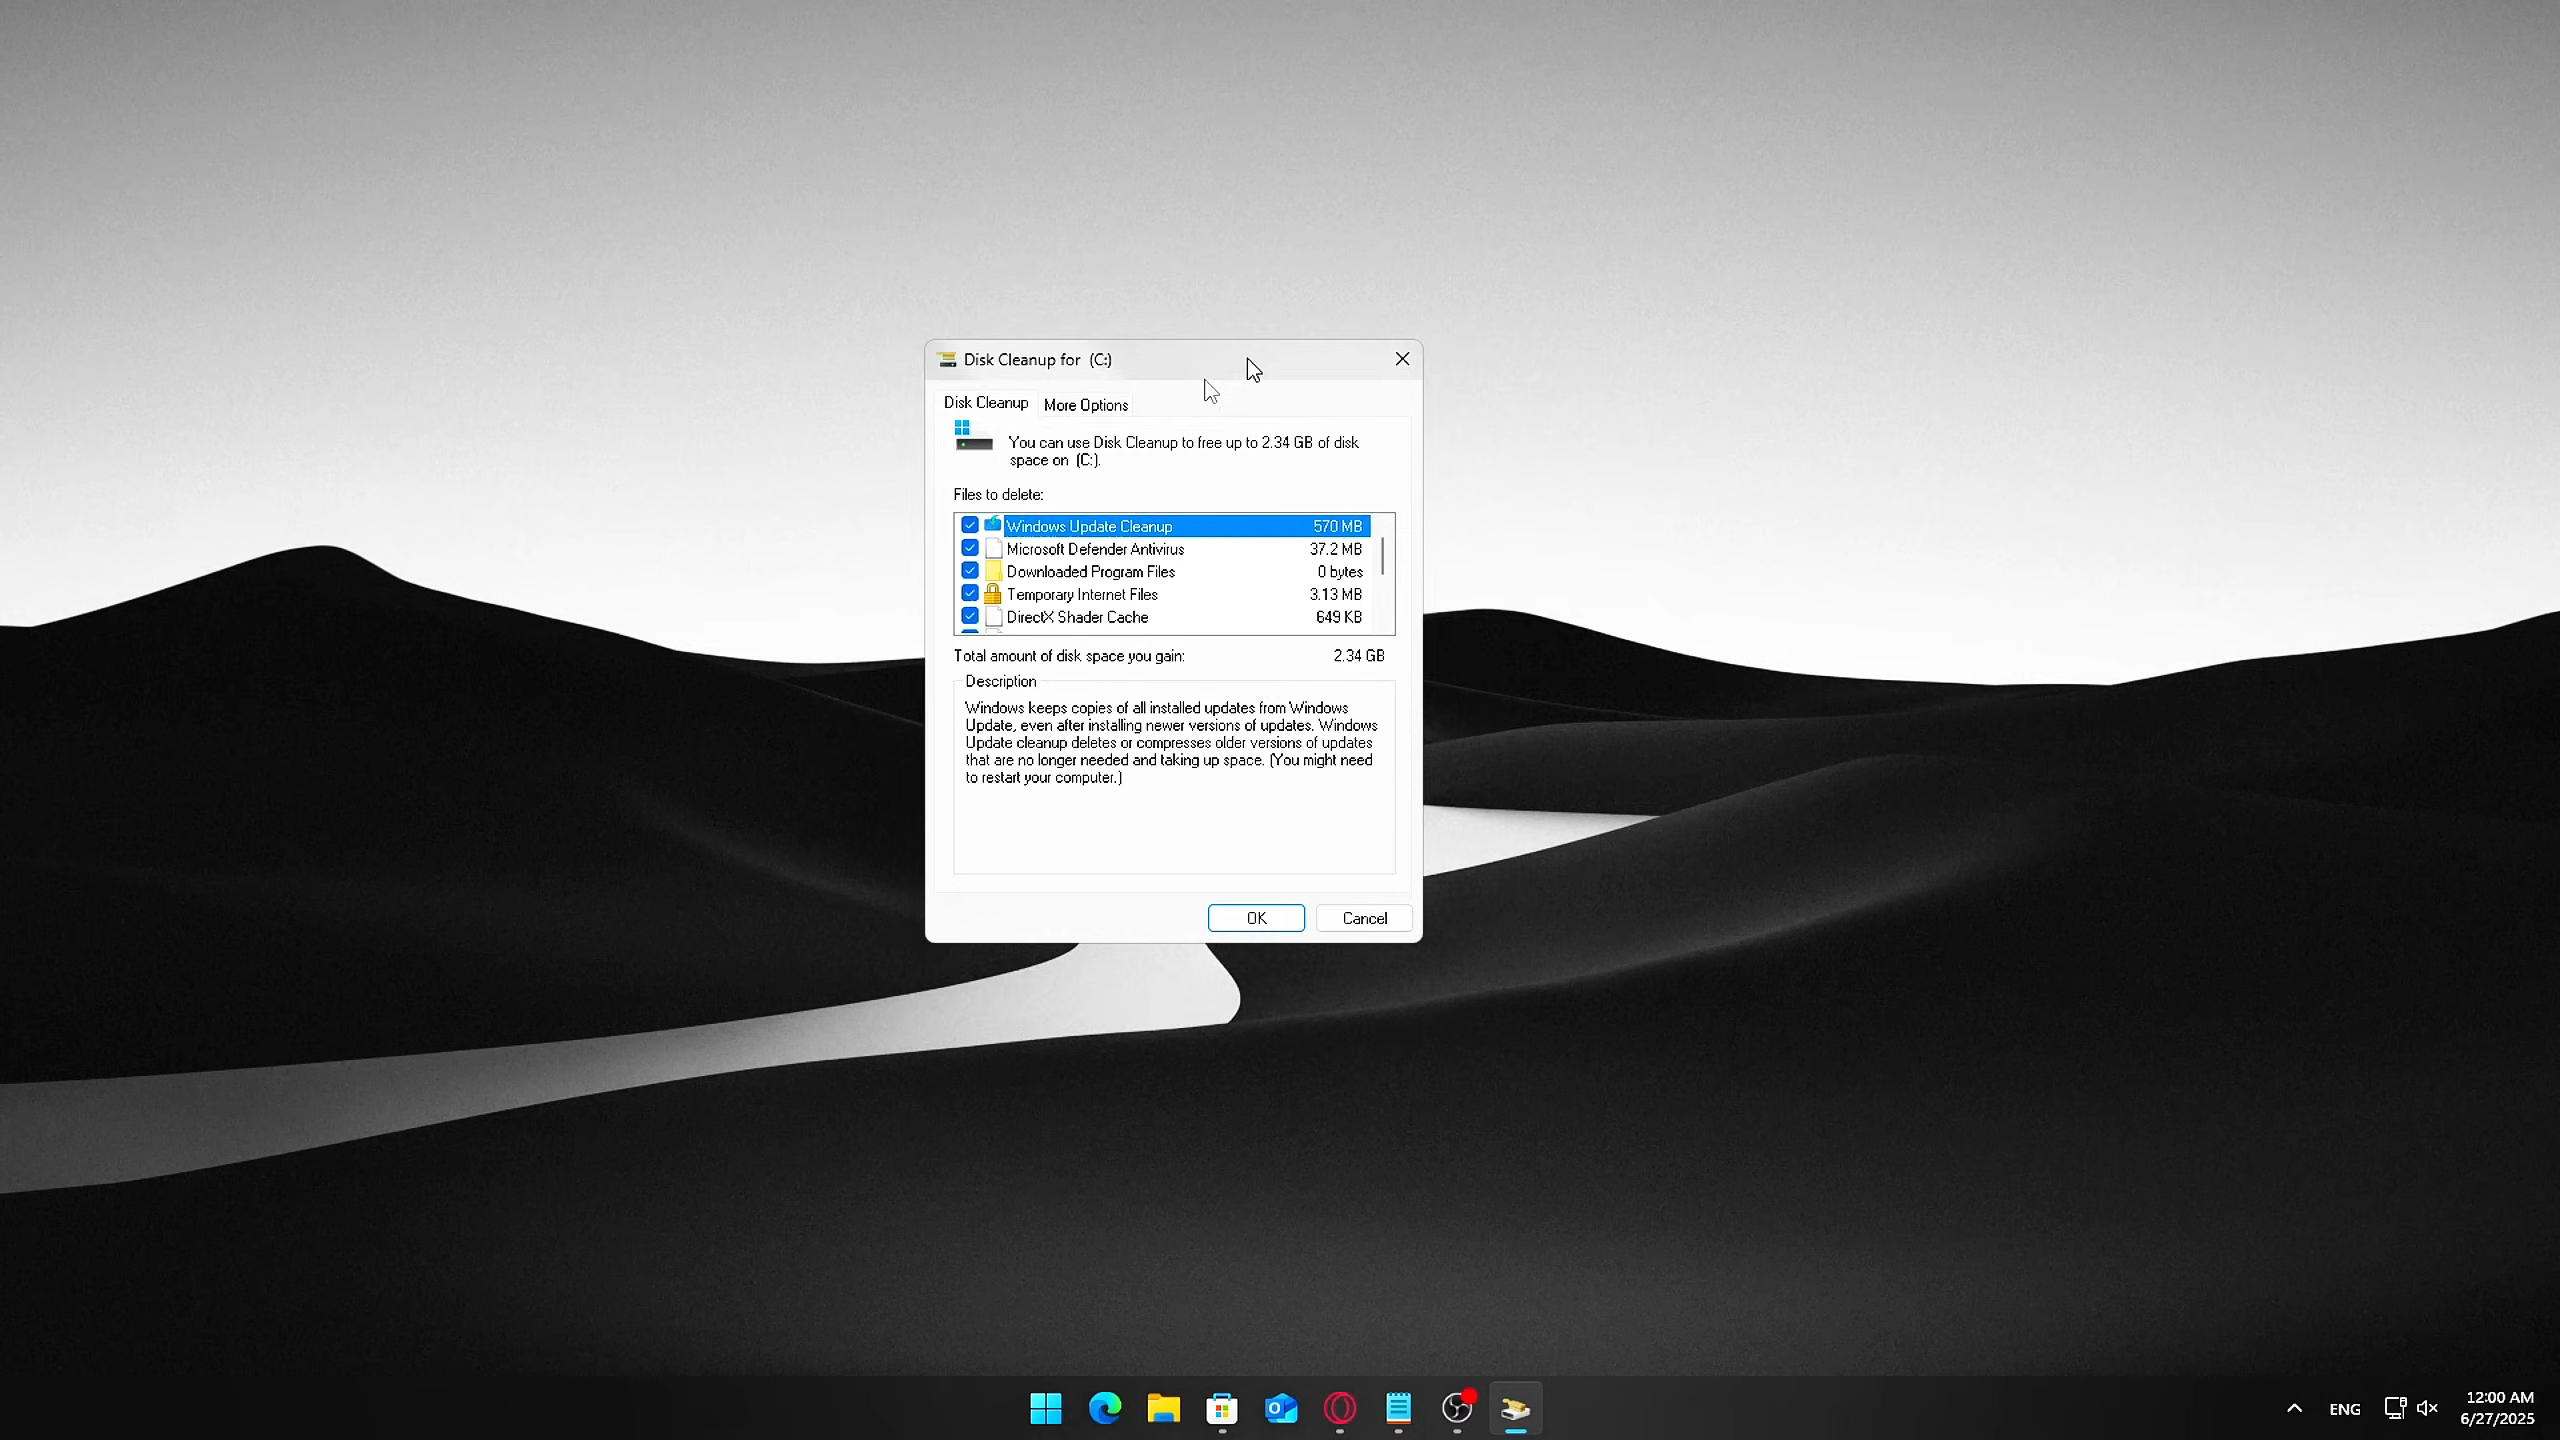 Disk Cleanup for (C:)
Disk Cleanup
More Options
You can use Disk Cleanup to free up to 2.34 GB of disk
space on (C:).
Files to delete:
Windows Update Cleanup 570 MB
Microsoft Defender Antivirus 37.2 MB
Downloaded Program Files 0 bytes
Temporary Internet Files 3.13 MB
DirectX Shader Cache 649 KB
Total amount of disk space you gain: 2.34 GB
Description
Windows keeps copies of all installed updates from Windows
Update, even after installing newer versions of updates. Windows
Update cleanup deletes or compresses older versions of updates
that are no longer needed and taking up space. (You might need
to restart your computer.)
OK
Cancel
ENG
12:00 AM
6/27/2025